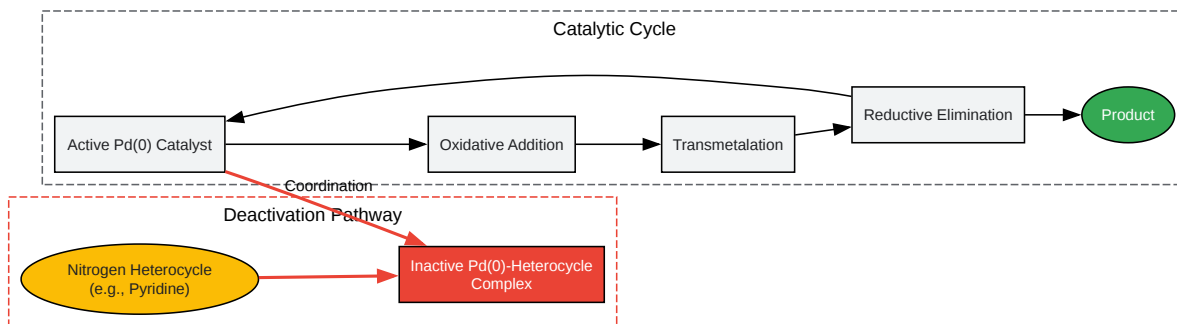 Catalytic Cycle
Active Pd(0) Catalyst
Oxidative Addition
Transmetalation
Reductive Elimination
Product
Coordination
Deactivation Pathway
Nitrogen Heterocycle
(e.g., Pyridine)
Inactive Pd(0)-Heterocycle
Complex